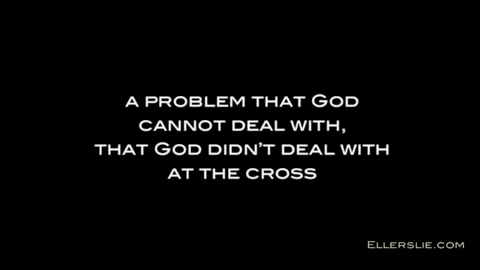 A PROBLEM THAT GOD
CANNOT DEAL WITH,
THAT GOD DIDN'T DEAL WITH
AT THE CROSS
ELLERSLIE.COM